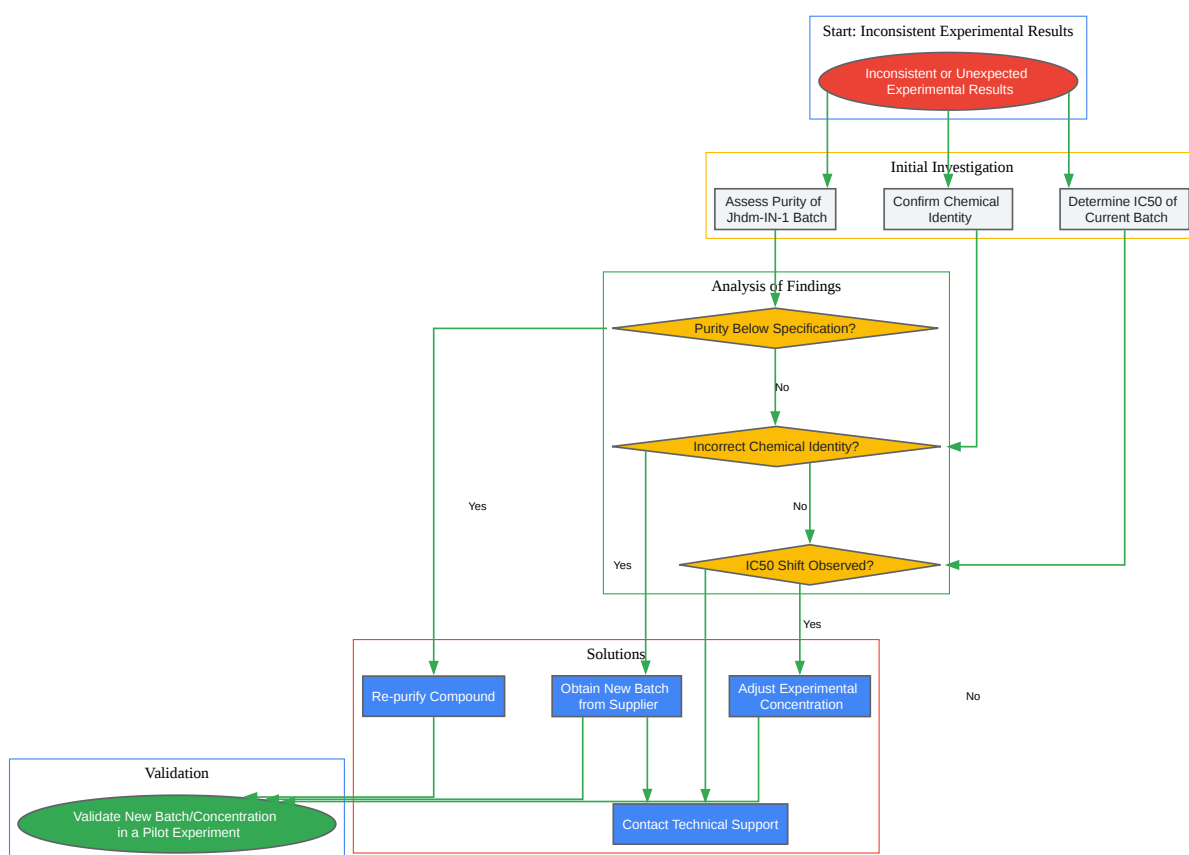 Start: Inconsistent Experimental Results
Inconsistent or Unexpected
Experimental Results
Initial Investigation
Assess Purity of
Jhdm-IN-1 Batch
Confirm Chemical
Identity
Determine IC50 of
Current Batch
Analysis of Findings
Purity Below Specification?
No
Incorrect Chemical Identity?
Yes
No
Yes
IC50 Shift Observed?
Yes
No
Solutions
Re-purify Compound
Obtain New Batch
from Supplier
Adjust Experimental
Concentration
Contact Technical Support
Validation
Validate New Batch/Concentration
in a Pilot Experiment